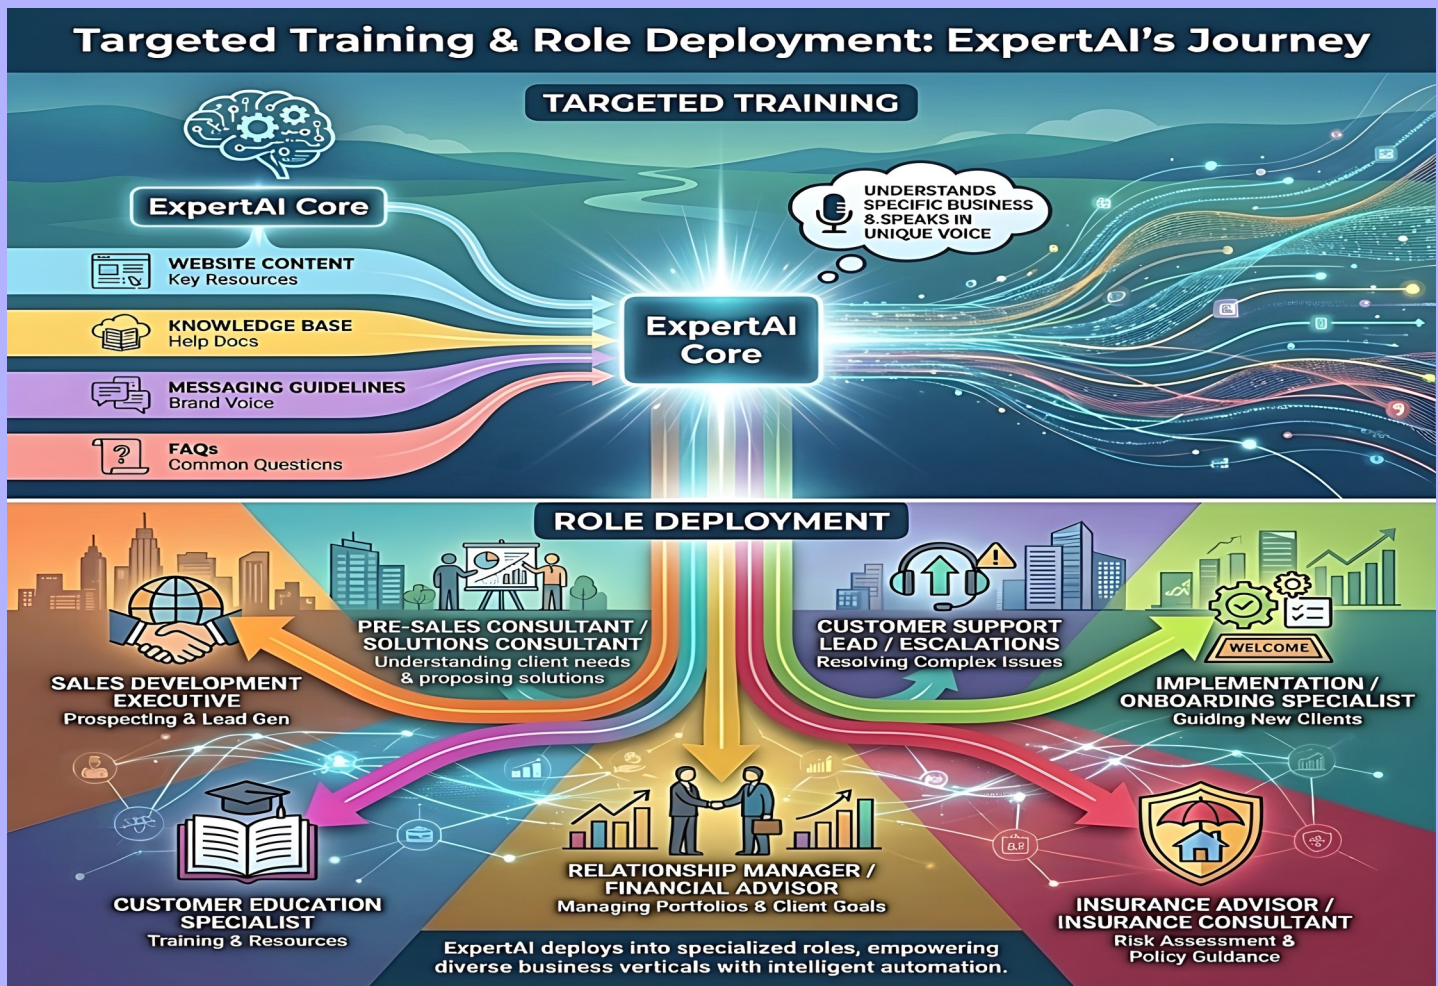 Targeted Training & Role Deployment: ExpertAI's Journey
TARGETED TRAINING
ExpertAI Core
UNDERSTANDS
SPECIFIC BUSINESS
& SPEAKS IN
UNIQUE VOICE
WEBSITE CONTENT
Key Resources
KNOWLEDGE BASE
Help Docs
MESSAGING GUIDELINES
Brand Voice
FAQs
Common Questions
ExpertAI
Core
ROLE DEPLOYMENT
SALES DEVELOPMENT
EXECUTIVE
Prospecting & Lead Gen
PRE-SALES CONSULTANT /
SOLUTIONS CONSULTANT
Understanding client needs
& proposing solutions
CUSTOMER SUPPORT
LEAD / ESCALATIONS
Resolving Complex Issues
WELCOME
IMPLEMENTATION /
ONBOARDING SPECIALIST
Guiding New Clients
CUSTOMER EDUCATION
SPECIALIST
Training & Resources
RELATIONSHIP MANAGER /
FINANCIAL ADVISOR
Managing Portfolios & Client Goals
INSURANCE ADVISOR /
INSURANCE CONSULTANT
Risk Assessment &
Policy Guidance
ExpertAI deploys into specialized roles, empowering
diverse business verticals with intelligent automation.